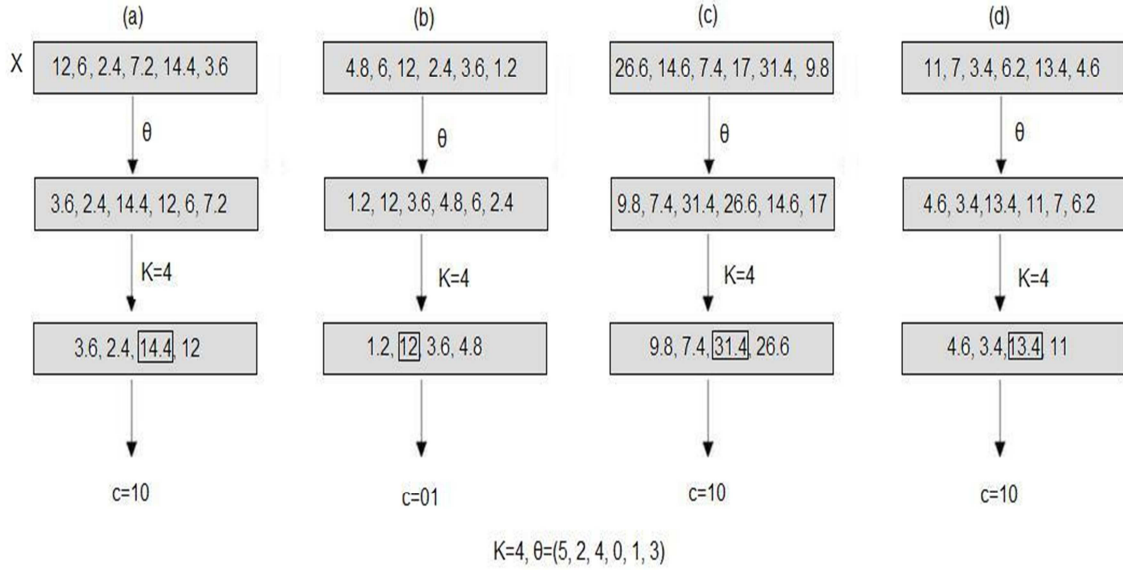 (a) (b) (c) (d)
X 12,6, 2.4, 7.2, 14.4, 3.6 4.8, 6, 12, 2.4, 3.6, 1.2 26.6, 14.6, 7.4, 17, 31.4, 9.8 11, 7, 3.4, 6.2, 13.4, 4.6
θ θ θ θ
3.6, 2.4, 14.4, 12, 6, 7.2 1.2, 12, 3.6, 4.8, 6, 2.4 9.8, 7.4, 31.4, 26.6, 14.6, 17 4.6, 3.4,13.4, 11, 7, 6.2
K=4 K=4 K=4 K=4
3.6, 2.4, 14.4, 12 1.2, 12 3.6, 4.8 9.8, 7.4, 31.4, 26.6 4.6, 3.4, 13.4, 11
c=10 c=01 c=10 c=10
K=4, θ=(5, 2, 4, 0, 1, 3)